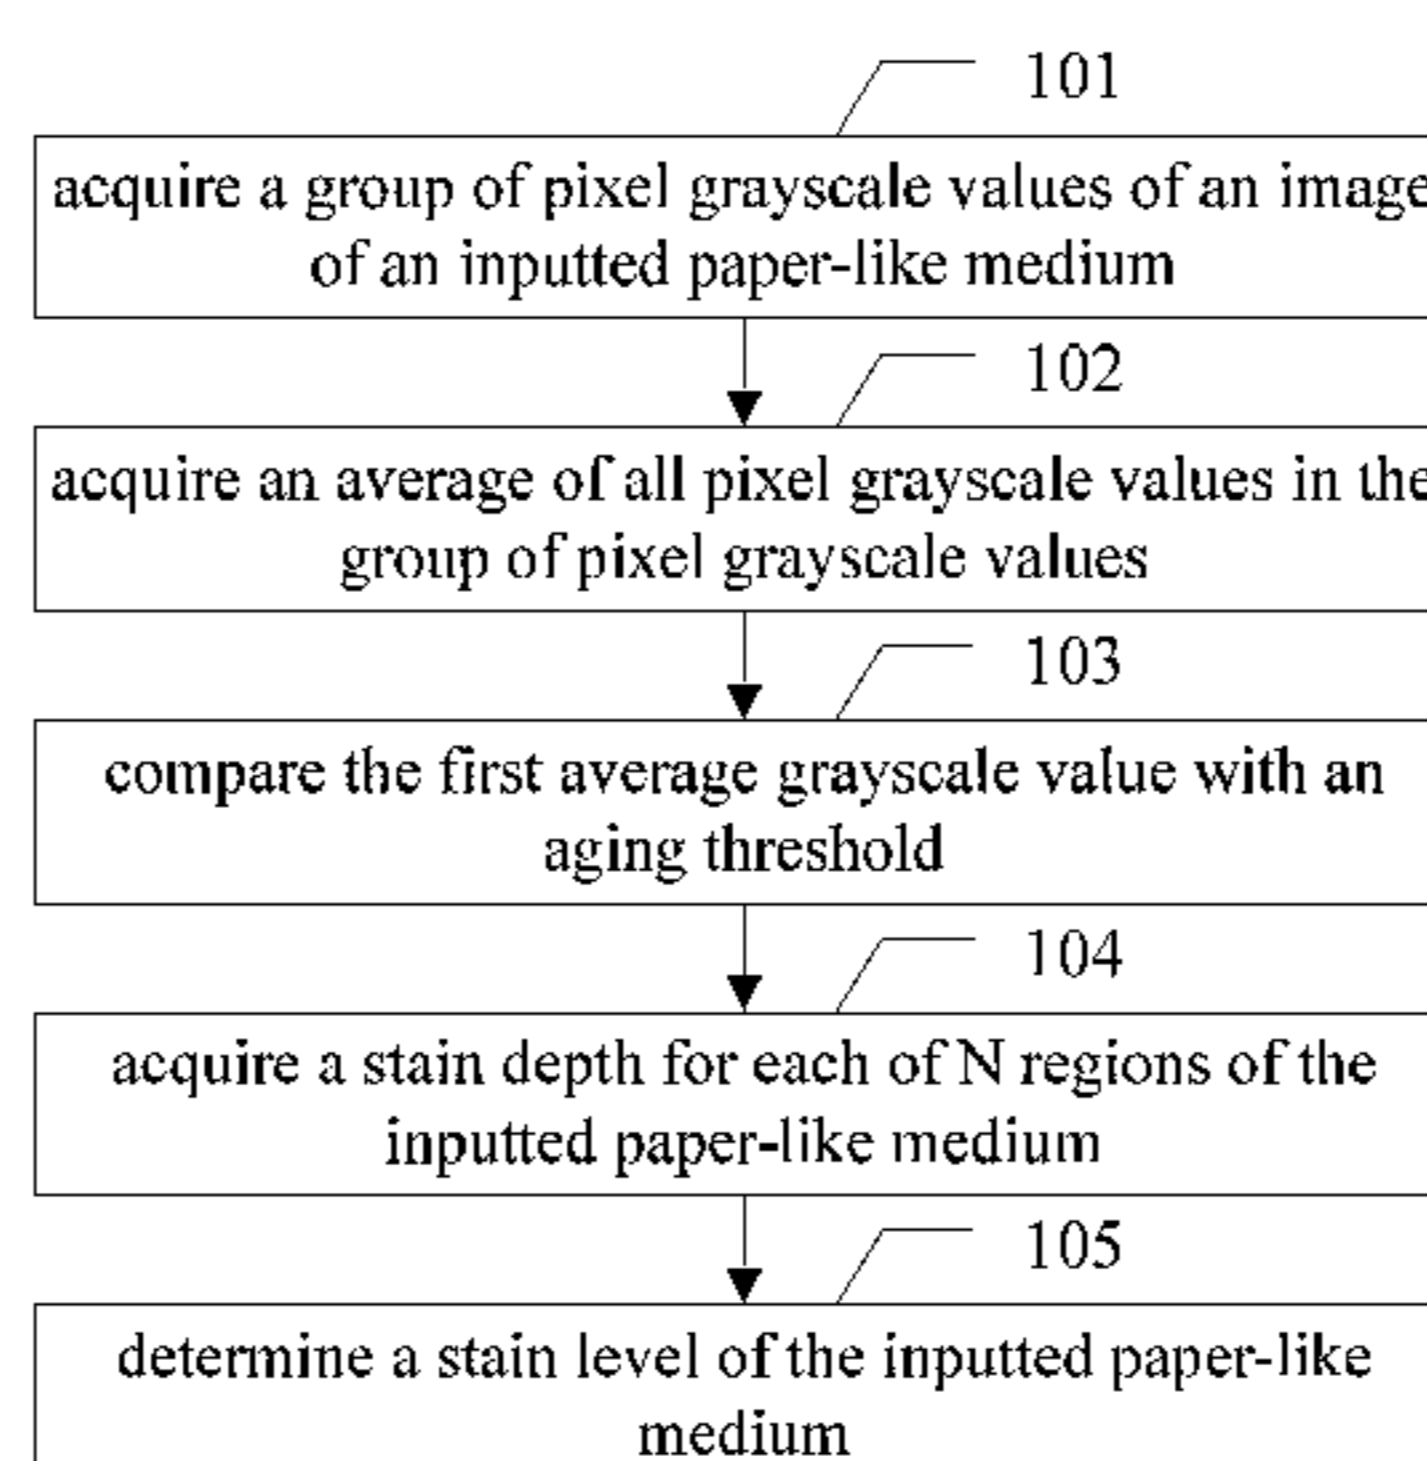 101
acquire a group of pixel grayscale values of an image
of an inputted paper-like medium
102
acquire an average of all pixel grayscale values in the
group of pixel grayscale values
103
compare the first average grayscale value with an
aging threshold
104
acquire a stain depth for each of N regions of the
inputted paper-like medium
105
determine a stain level of the inputted paper-like
medium